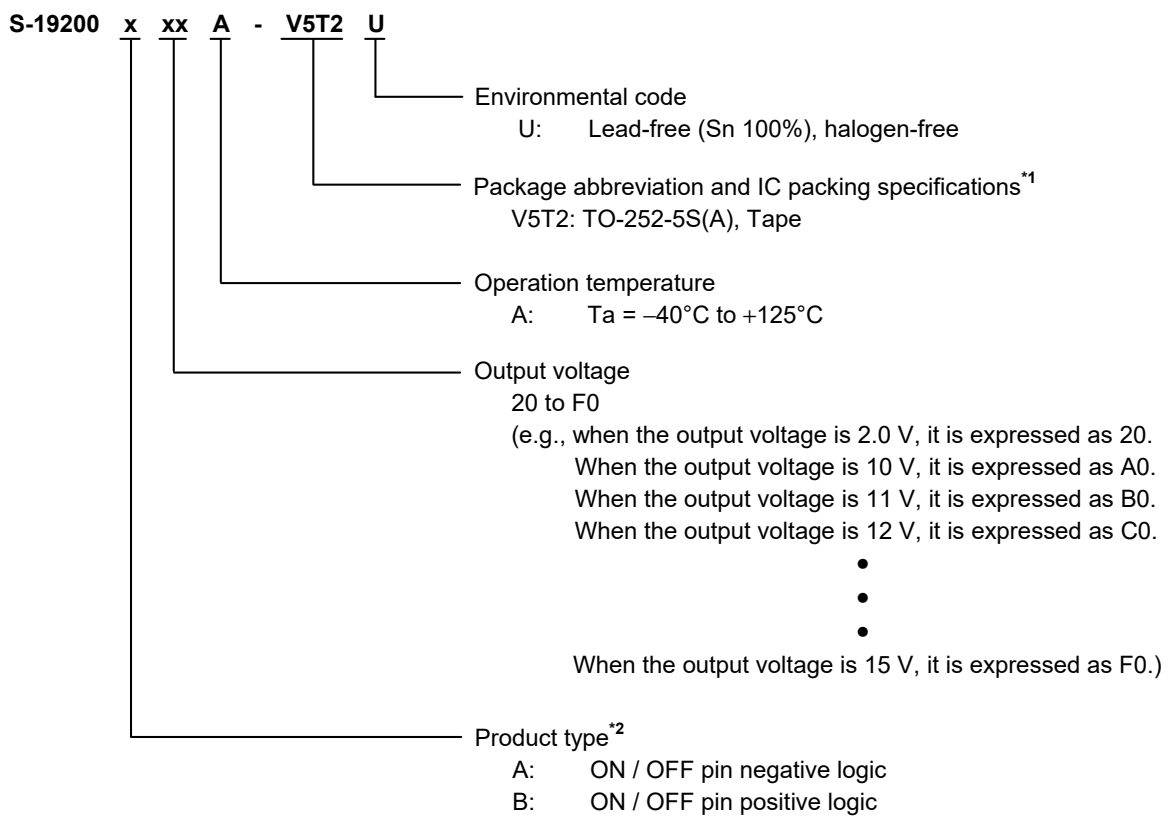 S-19200 x xx A - V5T2 U
Environmental code
U: Lead-free (Sn 100%), halogen-free
Package abbreviation and IC packing specifications*1
V5T2: TO-252-5S(A), Tape
Operation temperature
A: Ta = −40°C to +125°C
Output voltage
20 to F0
(e.g., when the output voltage is 2.0 V, it is expressed as 20.
When the output voltage is 10 V, it is expressed as A0.
When the output voltage is 11 V, it is expressed as B0.
When the output voltage is 12 V, it is expressed as C0.
•
•
•
When the output voltage is 15 V, it is expressed as F0.)
Product type*2
A: ON / OFF pin negative logic
B: ON / OFF pin positive logic